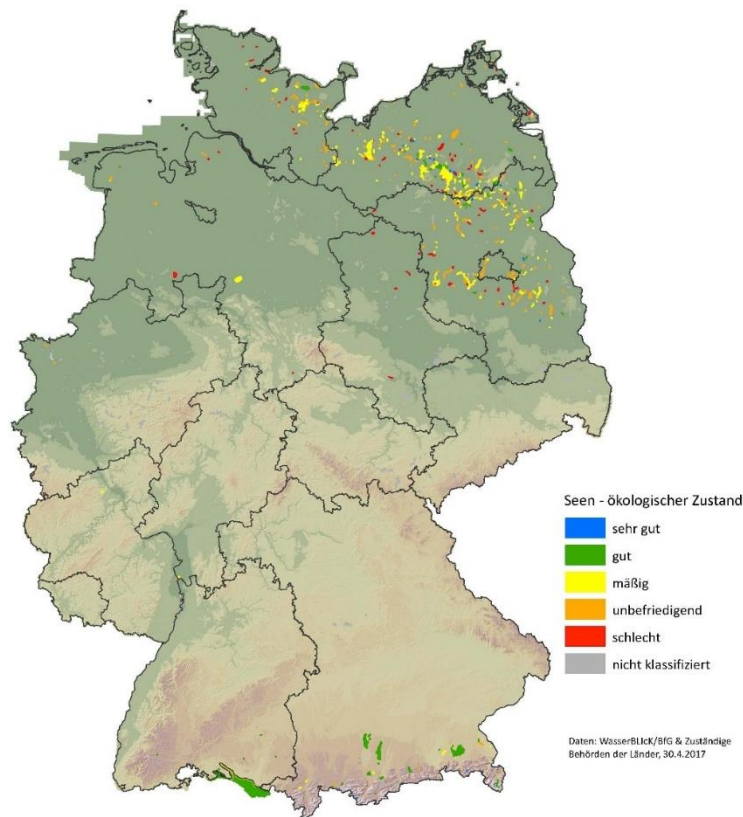 Seen - ökologischer Zustand
sehr gut
gut
mäßig
unbefriedigend
schlecht
nicht klassifiziert
Daten: WasserBLIcK/BfG & Zuständige
Behörden der Länder, 30.4.2017